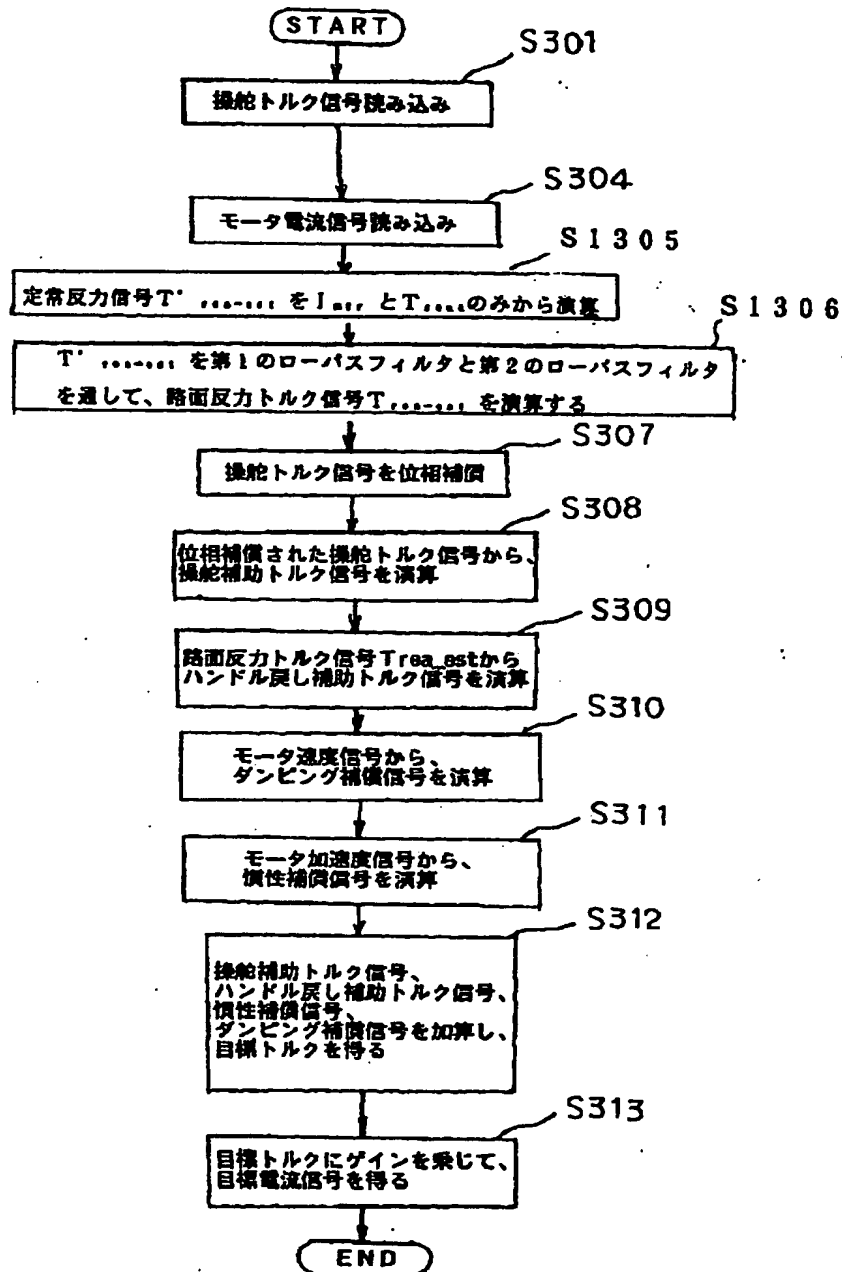 START
S301
操舵トルク信号読み込み
S304
モータ電流信号読み込み
S1305
定常反力信号T' を I とT のみから演算
S1306
T' を第1のローパスフィルタと第2のローパスフィルタ
を通して、路面反力トルク信号T を演算する
S307
操舵トルク信号を位相補償
S308
位相補償された操舵トルク信号から、
操舵補助トルク信号を演算
S309
路面反力トルク信号Trea_estから
ハンドル戻し補助トルク信号を演算
S310
モータ速度信号から、
ダンピング補償信号を演算
S311
モータ加速度信号から、
慣性補償信号を演算
S312
操舵補助トルク信号、
ハンドル戻し補助トルク信号、
慣性補償信号、
ダンピング補償信号を加算し、
目標トルクを得る
S313
目標トルクにゲインを乗じて、
目標電流信号を得る
END